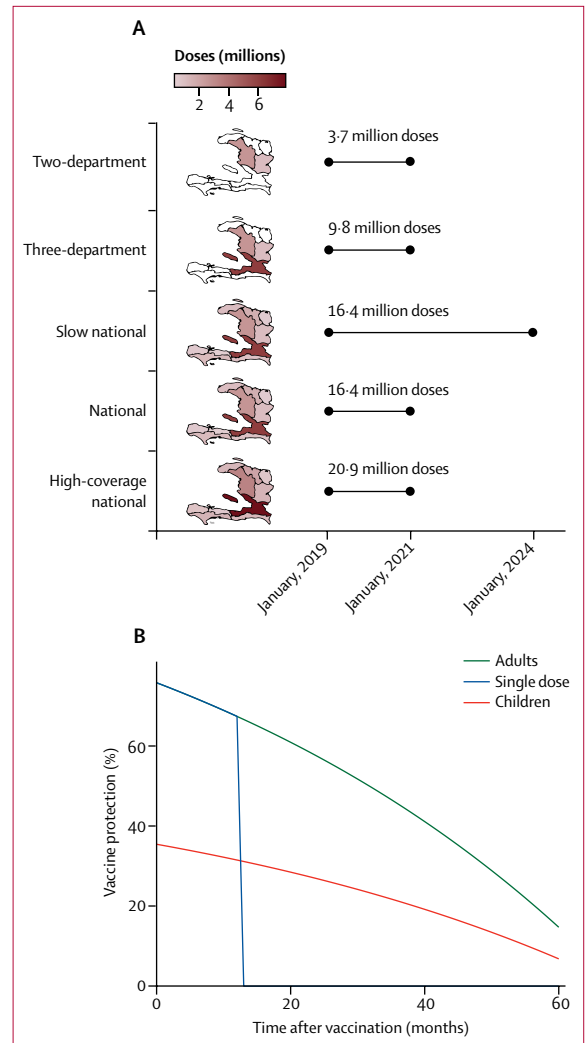 A
Doses (millions)
2 4 6
Two-department
3·7 million doses
Three-department
9·8 million doses
Slow national
16·4 million doses
National
16·4 million doses
High-coverage
national
20·9 million doses
January, 2019
January, 2021
January, 2024
B
Adults
Single dose
Children
Vaccine protection (%)
60
40
20
0
0 20 40 60
Time after vaccination (months)